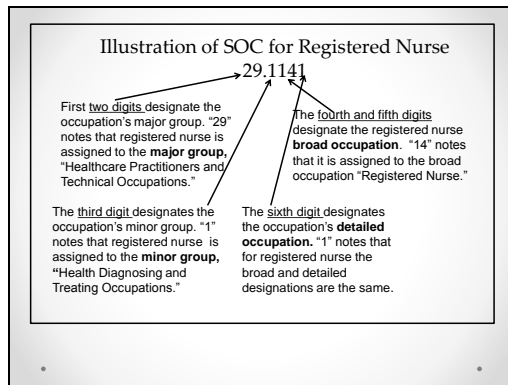 Illustration of SOC for Registered Nurse
29.1141
First two digits designate the
occupation's major group. “29”
notes that registered nurse is
assigned to the major group,
“Healthcare Practitioners and
Technical Occupations.”
The fourth and fifth digits
designate the registered nurse
broad occupation. “14” notes
that it is assigned to the broad
occupation “Registered Nurse.”
The third digit designates the
occupation's minor group. “1”
notes that registered nurse is
assigned to the minor group,
“Health Diagnosing and
Treating Occupations.”
The sixth digit designates
the occupation's detailed
occupation. “1” notes that
for registered nurse the
broad and detailed
designations are the same.